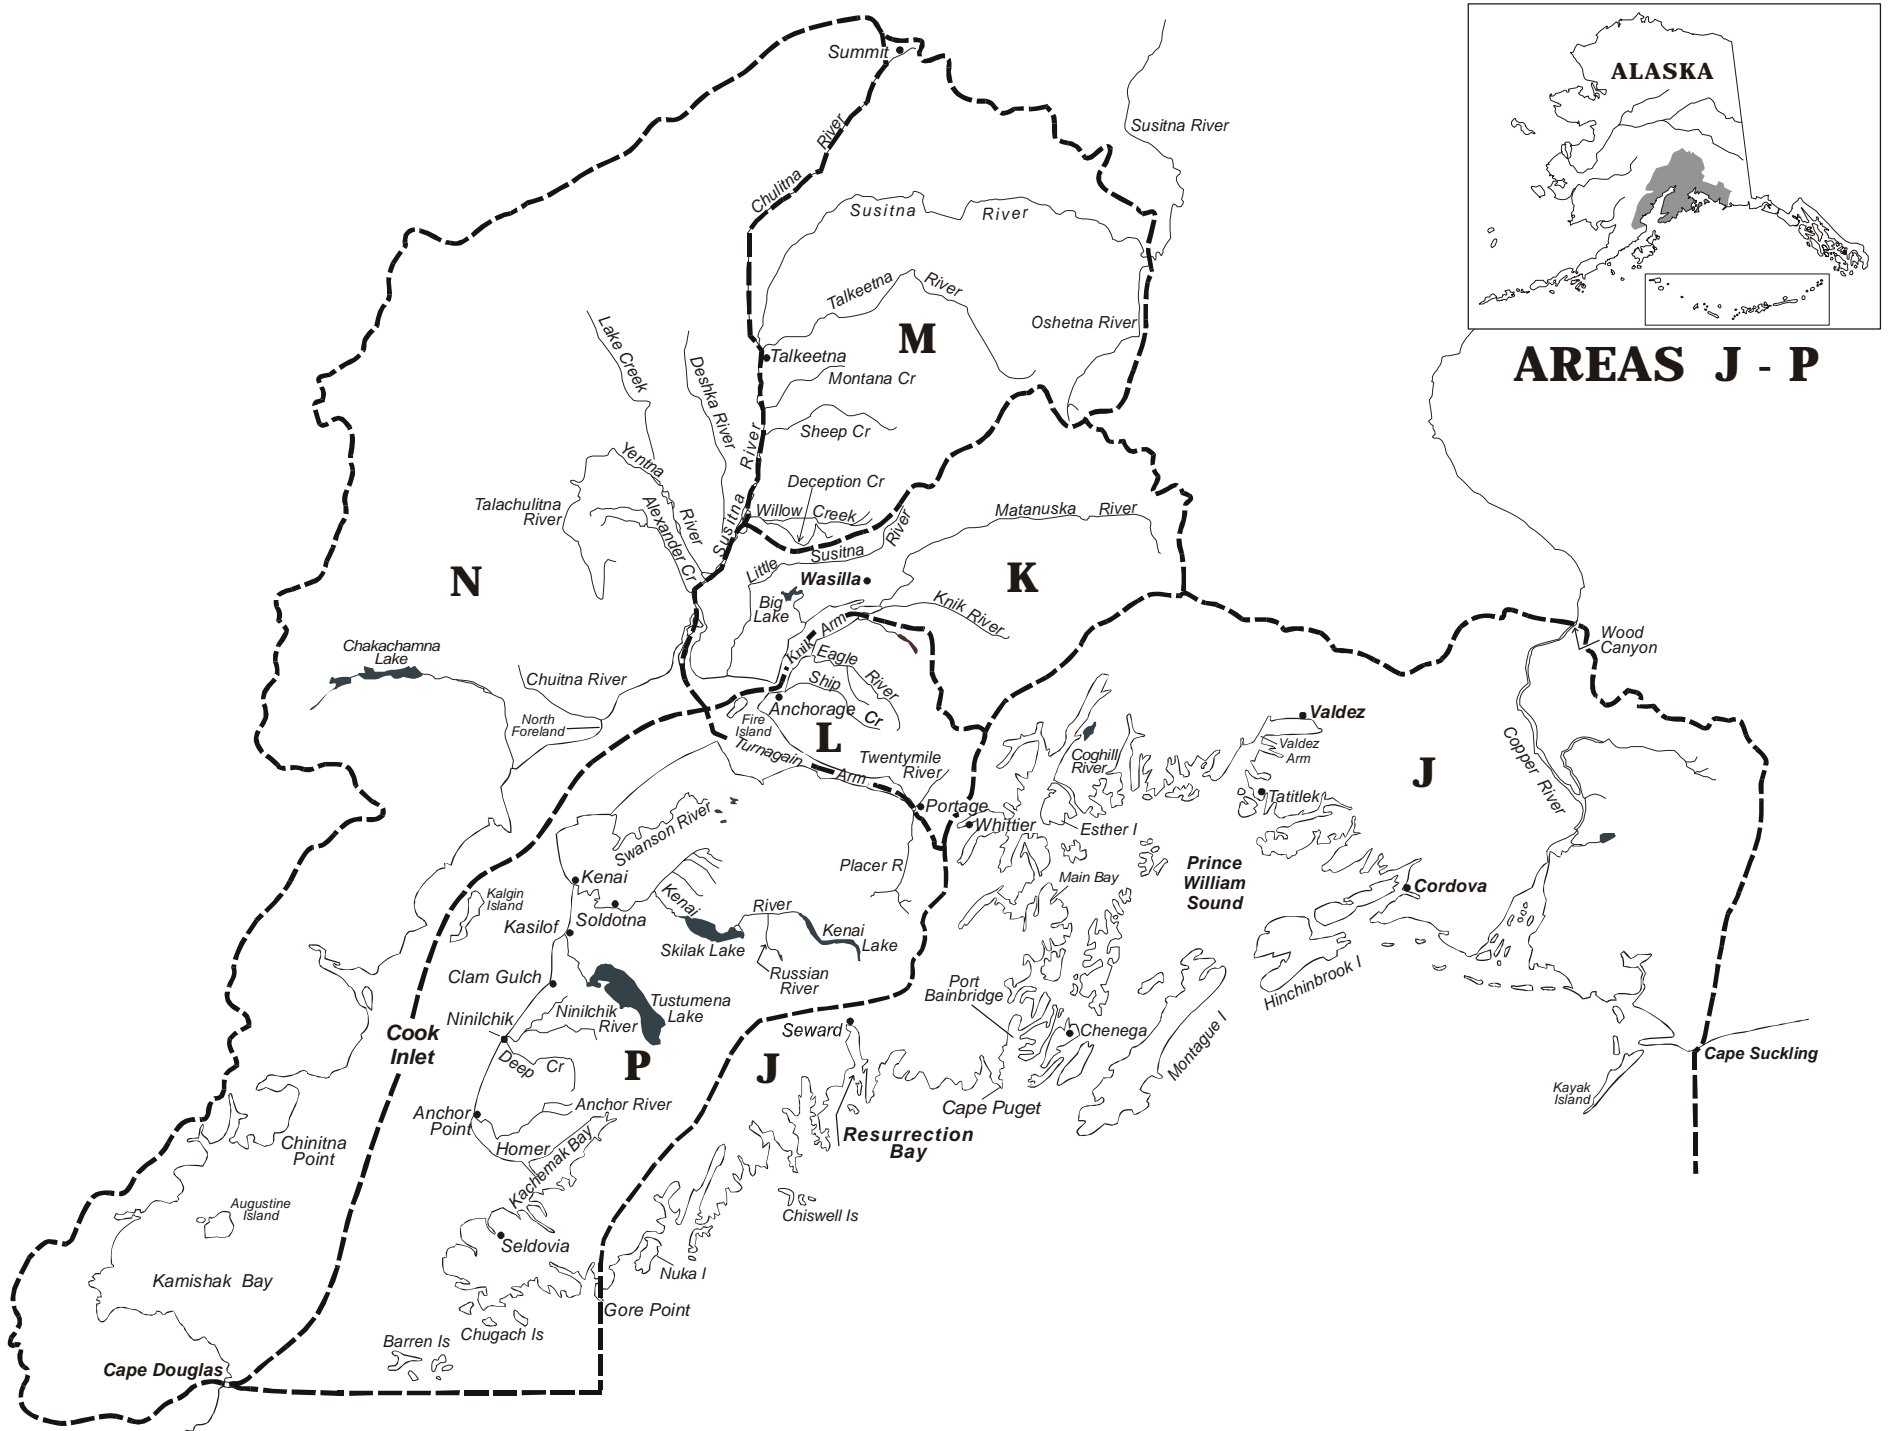 Summit
ALASKA
Susitna River
Chulitna
River
Susitna
River
AREAS J - P
Talkeetna
River
Oshetna River
M
Lake Creek
Deshka River
Talkeetna
Montana Cr
Sheep Cr
Susitna
River
Yentna
River
Deception Cr
Talachulitna
River
Alexander Cr
Willow Creek
Matanuska River
Little
Susitna
River
N
Wasilla
K
Big
Lake
Knik River
Knik
Arm
Wood
Canyon
Chakachamna
Lake
Eagle
River
Ship
Cr
Chuitna River
Anchorage
North
Foreland
Fire
Island
L
Turnagain
Arm
Twentymile
River
Coghill
River
Valdez
Valdez
Arm
J
Copper River
Tatitlek
Portage
Whittier
Esther I
Swanson River
Placer R
Main Bay
Prince
William
Sound
Cordova
Kenai
Kalgin
Island
Soldotna
Kenai
River
Kasilof
Skilak Lake
Kenai
Lake
Clam Gulch
Russian
River
Port
Bainbridge
Hinchinbrook I
Tustumena
Lake
Ninilchik
Ninilchik
River
Cook
Inlet
Seward
Chenega
Montague I
Deep Cr
P
J
Cape Suckling
Kayak
Island
Anchor
Point
Anchor River
Cape Puget
Homer
Kachemak Bay
Resurrection
Bay
Chinitna
Point
Augustine
Island
Chiswell Is
Seldovia
Nuka I
Kamishak Bay
Gore Point
Chugach Is
Barren Is
Cape Douglas